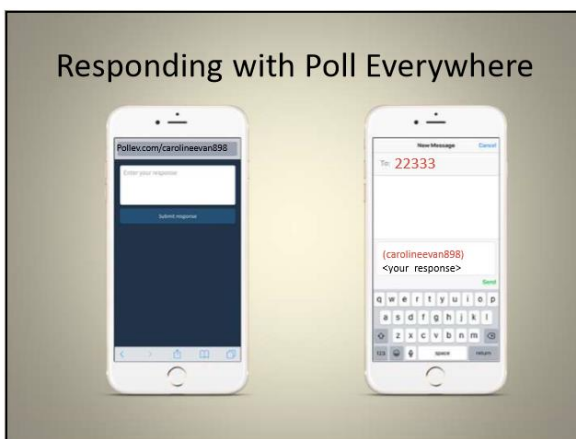 Responding with Poll Everywhere
Pollev.com/carolineevan898
Enter your response
Submit response
New Message
Cancel
To: 22333
(carolineevan898)
<your response>
Send
q w e r t y u i o p
a s d f g h j k l
z x c v b n m
123
space
return